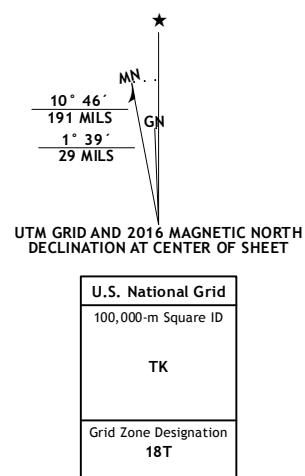 ★
MN
10° 46´
191 MILS
GN
1° 39´
29 MILS
UTM GRID AND 2016 MAGNETIC NORTH
DECLINATION AT CENTER OF SHEET
U.S. National Grid
100,000-m Square ID
TK
Grid Zone Designation
18T